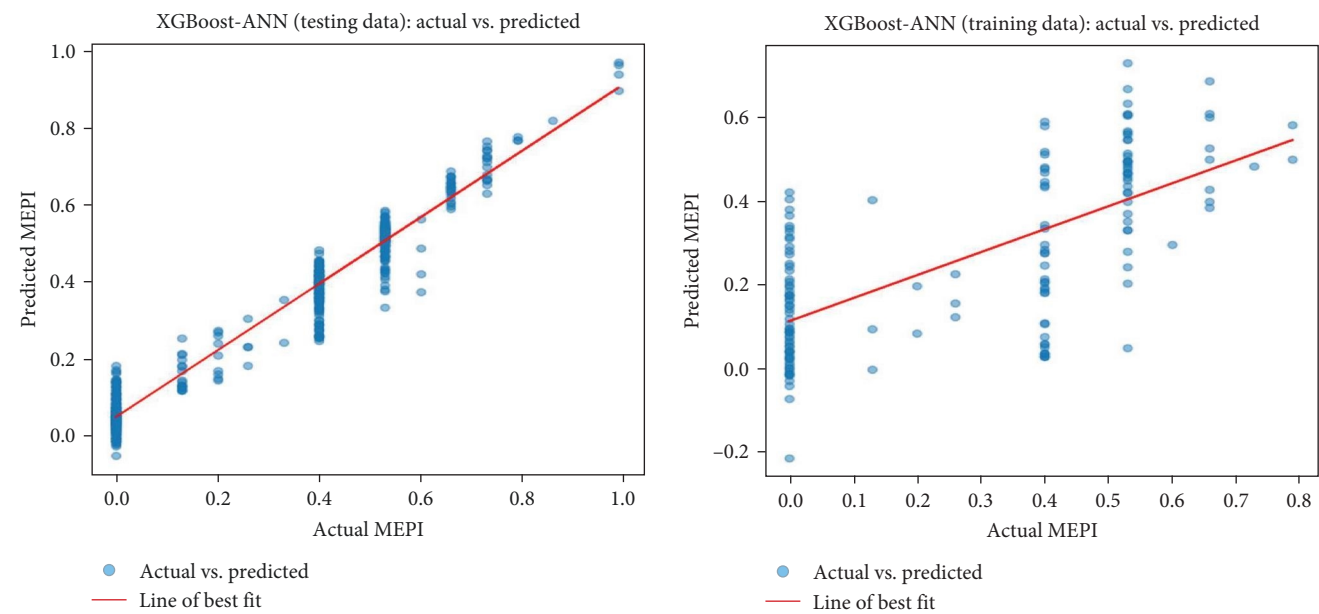 XGBoost-ANN (testing data): actual vs. predicted
1.0
0.8
0.6
0.4
0.2
0.0
Predicted MEPI
0.0 0.2 0.4 0.6 0.8 1.0
Actual MEPI
Actual vs. predicted
Line of best fit
XGBoost-ANN (training data): actual vs. predicted
0.6
0.4
0.2
0.0
–0.2
Predicted MEPI
0.0 0.1 0.2 0.3 0.4 0.5 0.6 0.7 0.8
Actual MEPI
Actual vs. predicted
Line of best fit